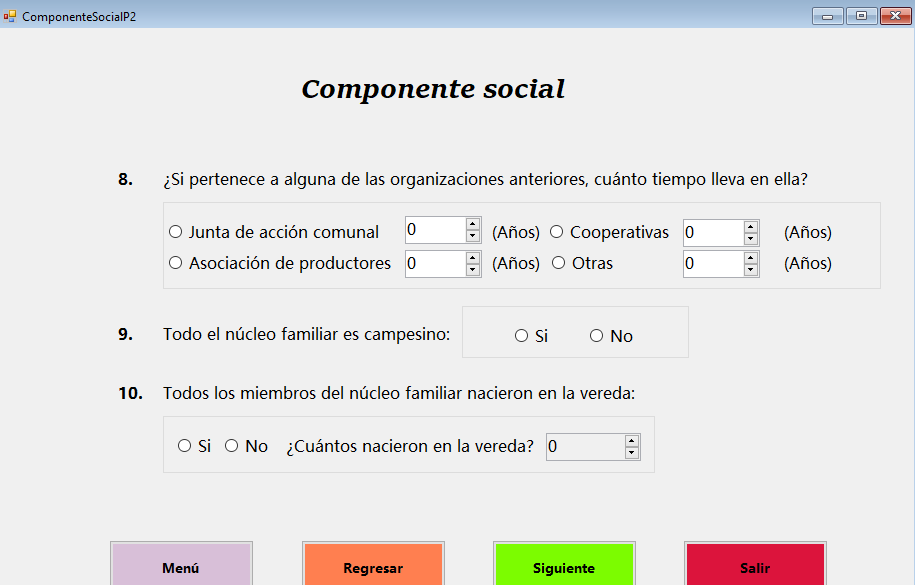 ComponenteSocialP2
Componente social
8. ¿Si pertenece a alguna de las organizaciones anteriores, cuánto tiempo lleva en ella?
Junta de acción comunal 0 (Años) Cooperativas 0 (Años)
Asociación de productores 0 (Años) Otras 0 (Años)
9. Todo el núcleo familiar es campesino: Si No
10. Todos los miembros del núcleo familiar nacieron en la vereda:
Si No ¿Cuántos nacieron en la vereda? 0
Menú Regresar Siguiente Salir